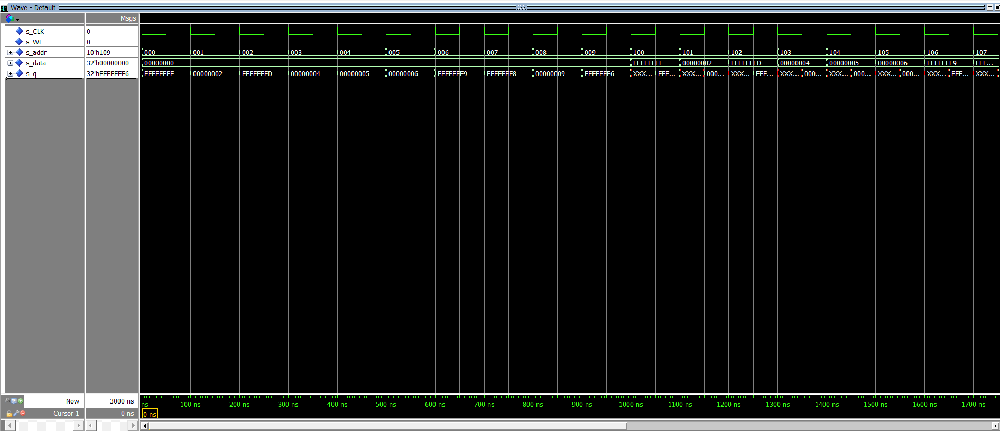 Wave - Default
Msgs
s_CLK 0
s_WE 0
s_addr 10'h109 000 001 002 003 004 005 006 007 008 009 100 101 102 103 104 105 106 107
s_data 32'h00000000 00000000 FFFFFFFF 00000002 FFFFFFFD 00000004 00000005 00000006 FFFFFFF9 FFF...
s_q 32'hFFFFFFF6 FFFFFFFF 00000002 FFFFFFFD 00000004 00000005 00000006 FFFFFFF9 FFFFFFF8 00000009 FFFFFFF6 XXX... FFF... XXX... 000... XXX... FFF... XXX... 000... XXX... 000... XXX... 000... XXX... FFF... XXX...
Now 3000 ns ns 100 ns 200 ns 300 ns 400 ns 500 ns 600 ns 700 ns 800 ns 900 ns 1000 ns 1100 ns 1200 ns 1300 ns 1400 ns 1500 ns 1600 ns 1700 ns
Cursor 1 0 ns 0 ns